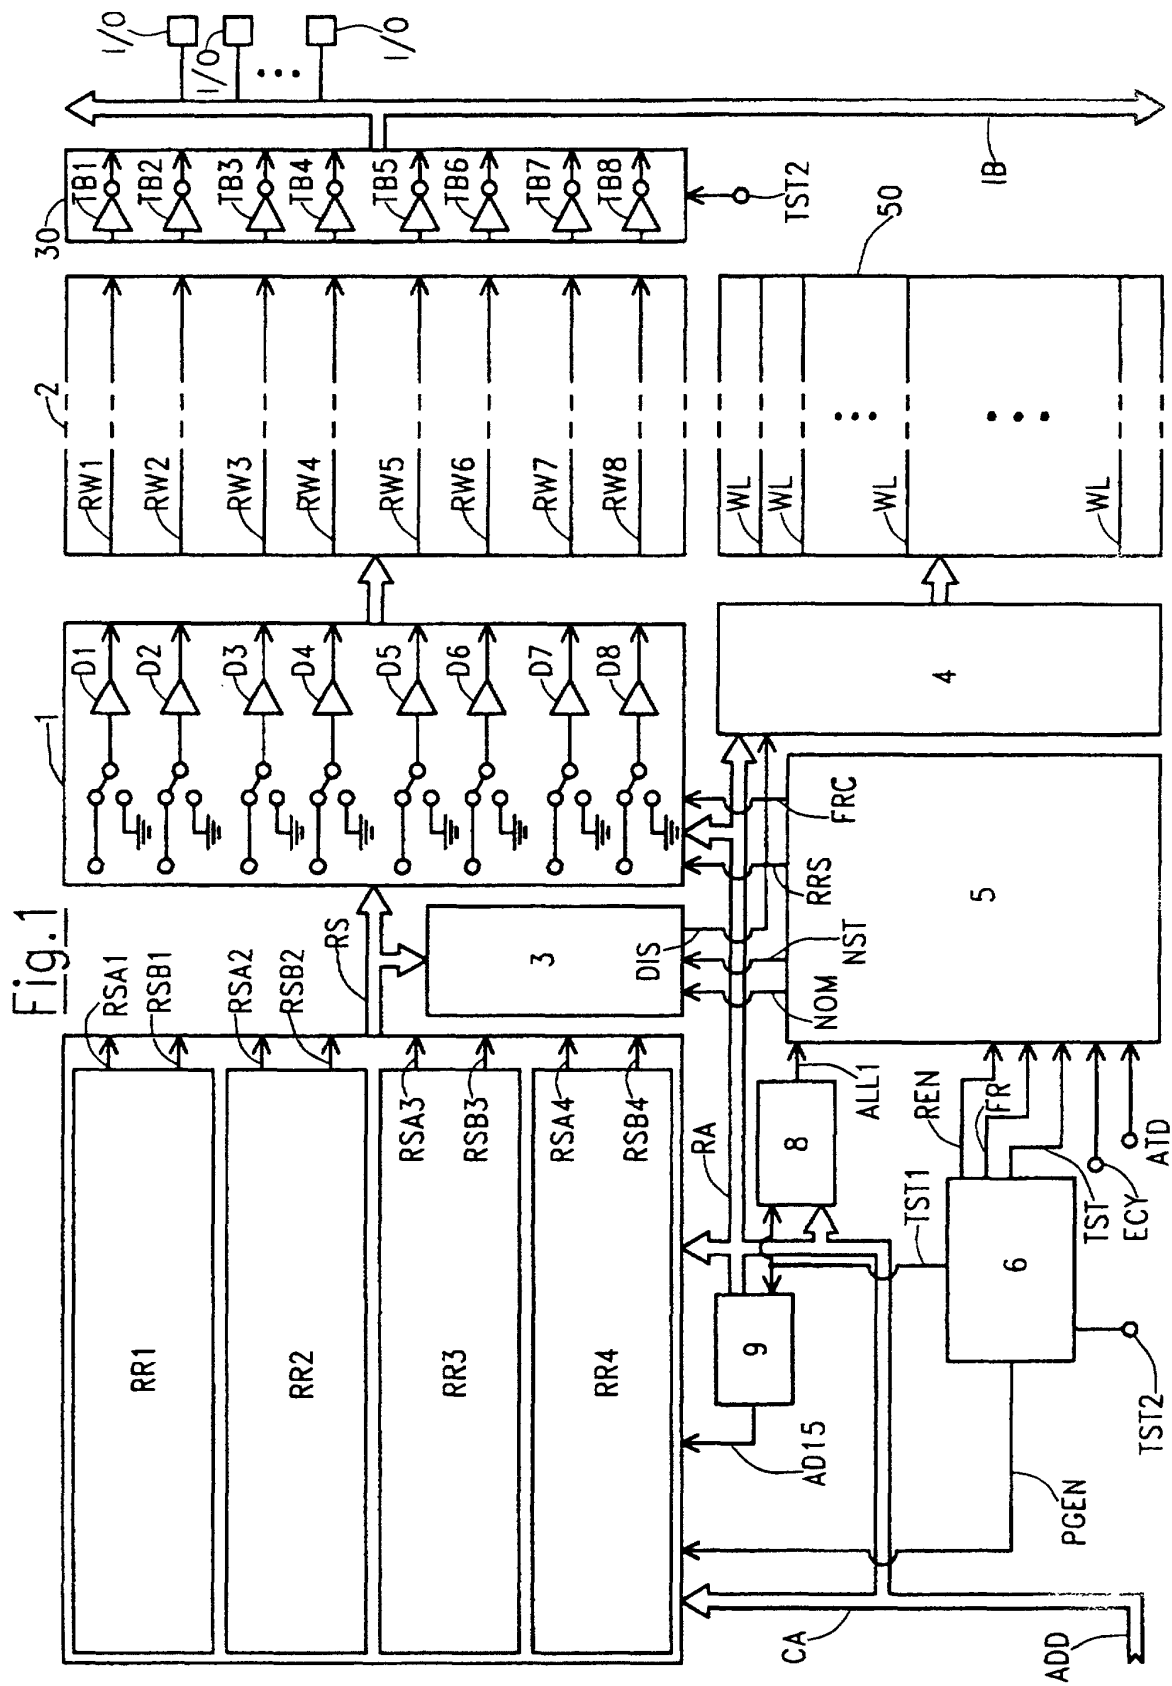 Fig.1
RR1
RR2
RR3
RR4
RSA1
RSB1
RSA2
RSB2
RSA3
RSB3
RSA4
RSB4
RS
3
1
D1
D2
D3
D4
D5
D6
D7
D8
2
RW1
RW2
RW3
RW4
RW5
RW6
RW7
RW8
30
TB1
TB2
TB3
TB4
TB5
TB6
TB7
TB8
TST2
I/O
I/O
I/O
IB
50
WL
WL
WL
WL
4
5
FRC
RRS
DIS
NST
NOM
RA
ALL1
8
9
AD15
REN
FR
TST1
TST
ECY
ATD
6
TST2
PGEN
CA
ADD